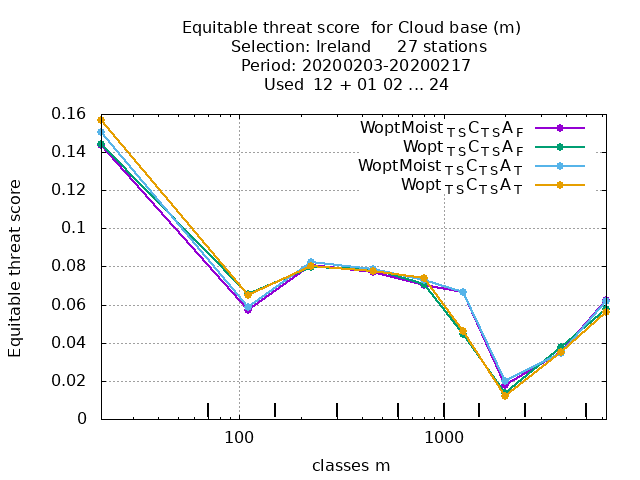 Equitable threat score  for Cloud base (m)
Selection: Ireland     27 stations
Period: 20200203-20200217
Used  12 + 01 02 ... 24
WoptMoist TS C TS A F
Wopt TS C TS A F
WoptMoist TS C TS A T
Wopt TS C TS A T
Equitable threat score
0.16
0.14
0.12
0.1
0.08
0.06
0.04
0.02
0
100 1000
classes m